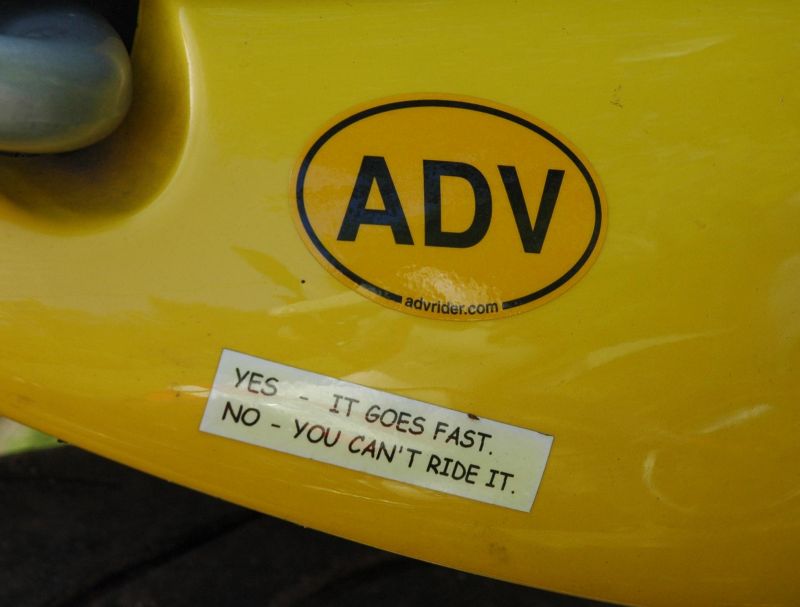 ADV
advrider.com
YES - IT GOES FAST.
NO - YOU CAN'T RIDE IT.